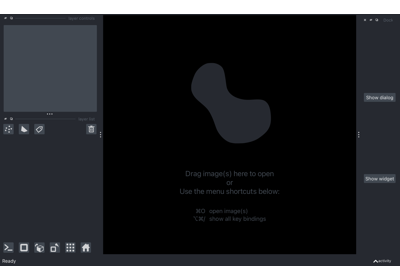 layer controls
layer list
Drag image(s) here to open
or
Use the menu shortcuts below:
⌘O open image(s)
⌥⌘/ show all key bindings
Show dialog
Show widget
Ready
activity